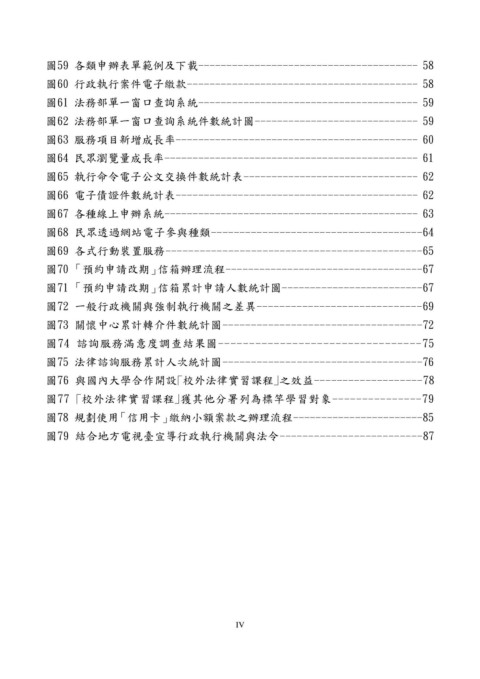 圖59 各類申辦表單範例及下載------------------------------------- 58
圖60 行政執行案件電子繳款--------------------------------------- 58
圖61 法務部單一窗口查詢系統------------------------------------- 59
圖62 法務部單一窗口查詢系統件數統計圖--------------------------- 59
圖63 服務項目新增成長率----------------------------------------- 60
圖64 民眾瀏覽量成長率------------------------------------------- 61
圖65 執行命令電子公文交換件數統計表----------------------------- 62
圖66 電子債證件數統計表----------------------------------------- 62
圖67 各種線上申辦系統------------------------------------------- 63
圖68 民眾透過網站電子參與種類------------------------------------64
圖69 各式行動裝置服務--------------------------------------------65
圖70「預約申請改期」信箱辦理流程---------------------------------67
圖71「預約申請改期」信箱累計申請人數統計圖-----------------------67
圖72 一般行政機關與強制執行機關之差異----------------------------69
圖73 關懷中心累計轉介件數統計圖----------------------------------72
圖74 諮詢服務滿意度調查結果圖----------------------------------75
圖75 法律諮詢服務累計人次統計圖----------------------------------76
圖76 與國內大學合作開設「校外法律實習課程」之效益------------------78
圖77「校外法律實習課程」獲其他分署列為標竿學習對象---------------79
圖78 規劃使用「信用卡」繳納小額案款之辦理流程----------------------85
圖79 結合地方電視臺宣導行政執行機關與法令------------------------87
IV